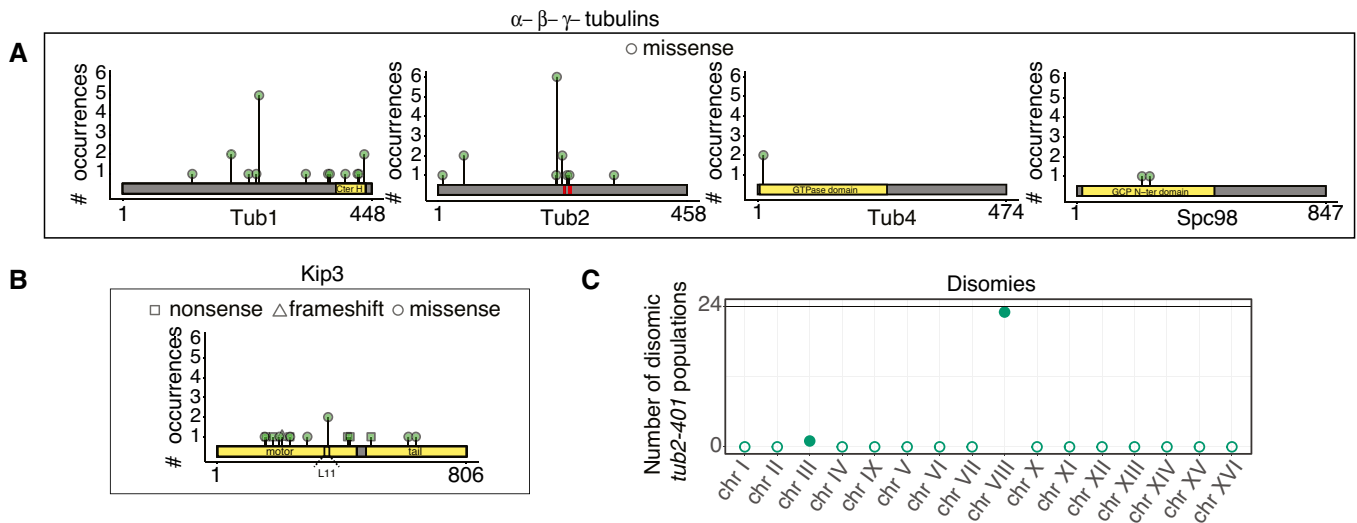 α– β– γ– tubulins
A
missense
# occurrences
6
5
4
3
2
1
Cter H
1
448
Tub1
# occurrences
6
5
4
3
2
1
1
458
Tub2
# occurrences
6
5
4
3
2
1
GTPase domain
1
474
Tub4
# occurrences
6
5
4
3
2
1
GCP N–ter domain
1
847
Spc98
B
Kip3
nonsense frameshift missense
# occurrences
6
5
4
3
2
1
motor
tail
L11
1
806
C
Disomies
Number of disomic
tub2-401 populations
24
0
chr I
chr II
chr III
chr IV
chr IX
chr V
chr VI
chr VII
chr VIII
chr X
chr XI
chr XII
chr XIII
chr XIV
chr XV
chr XVI